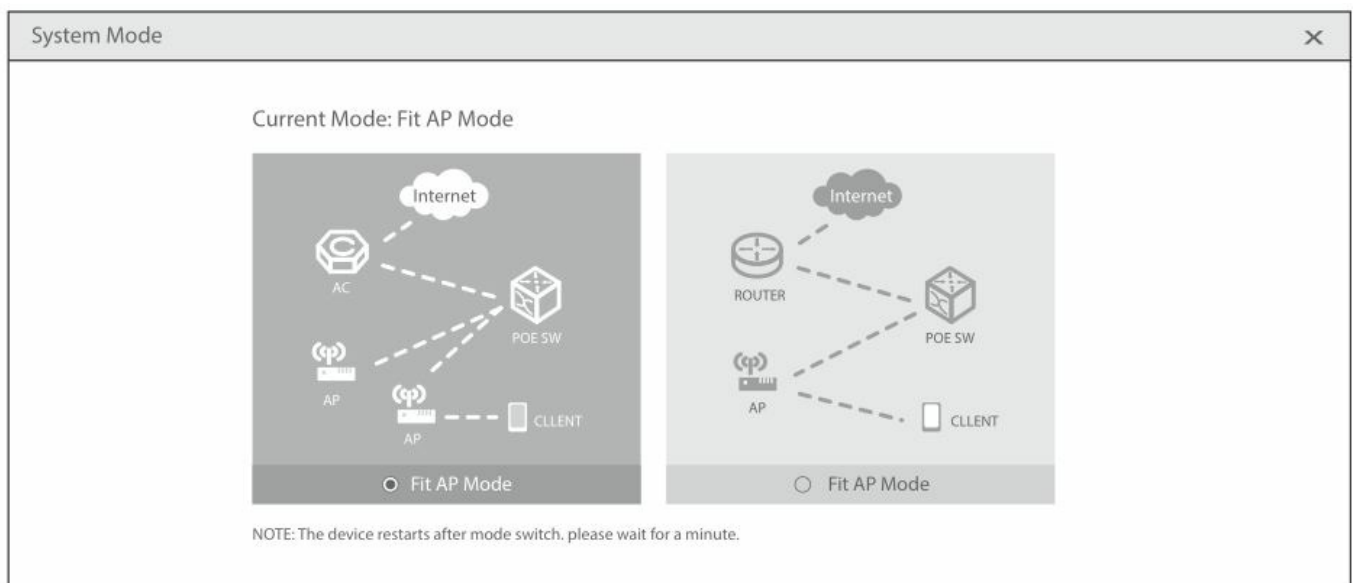 System Mode
Current Mode: Fit AP Mode
Internet
AC
POE SW
AP
AP
CLLENT
Fit AP Mode
Internet
ROUTER
POE SW
AP
CLLENT
Fit AP Mode
NOTE: The device restarts after mode switch. please wait for a minute.